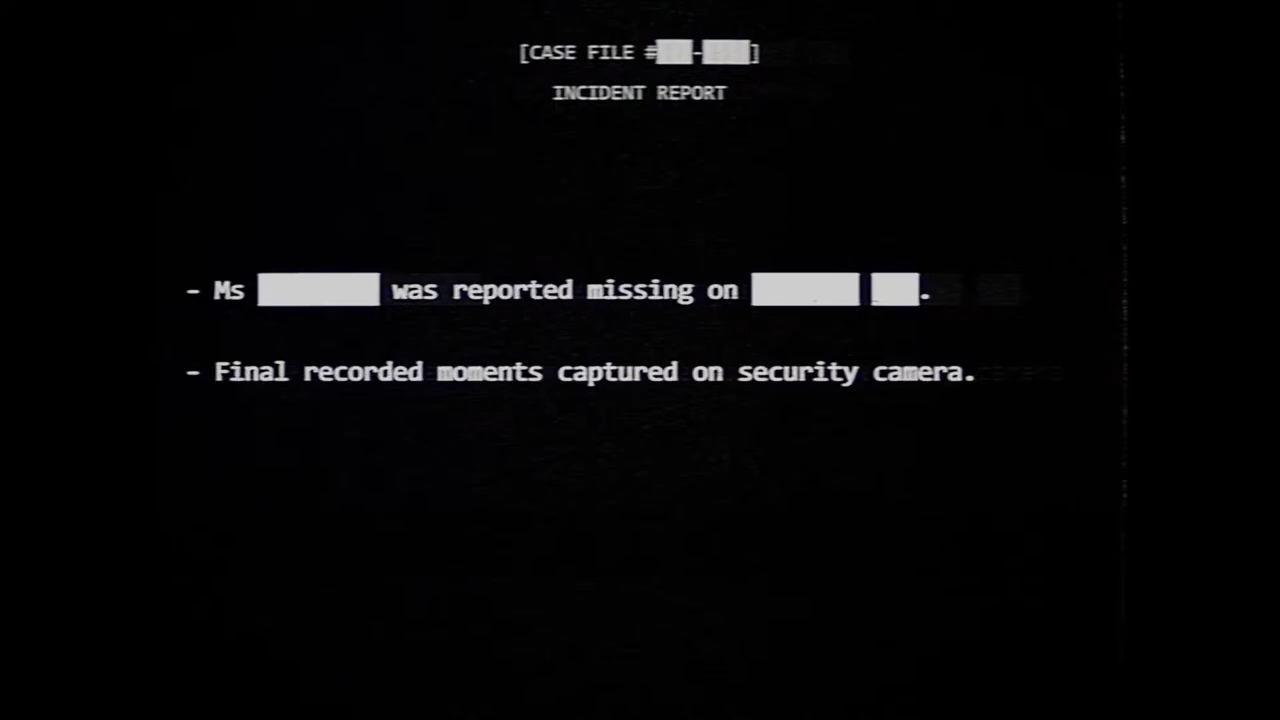 [CASE FILE #██-███]
INCIDENT REPORT
- Ms ████████ was reported missing on ███████ ███.
- Final recorded moments captured on security camera.